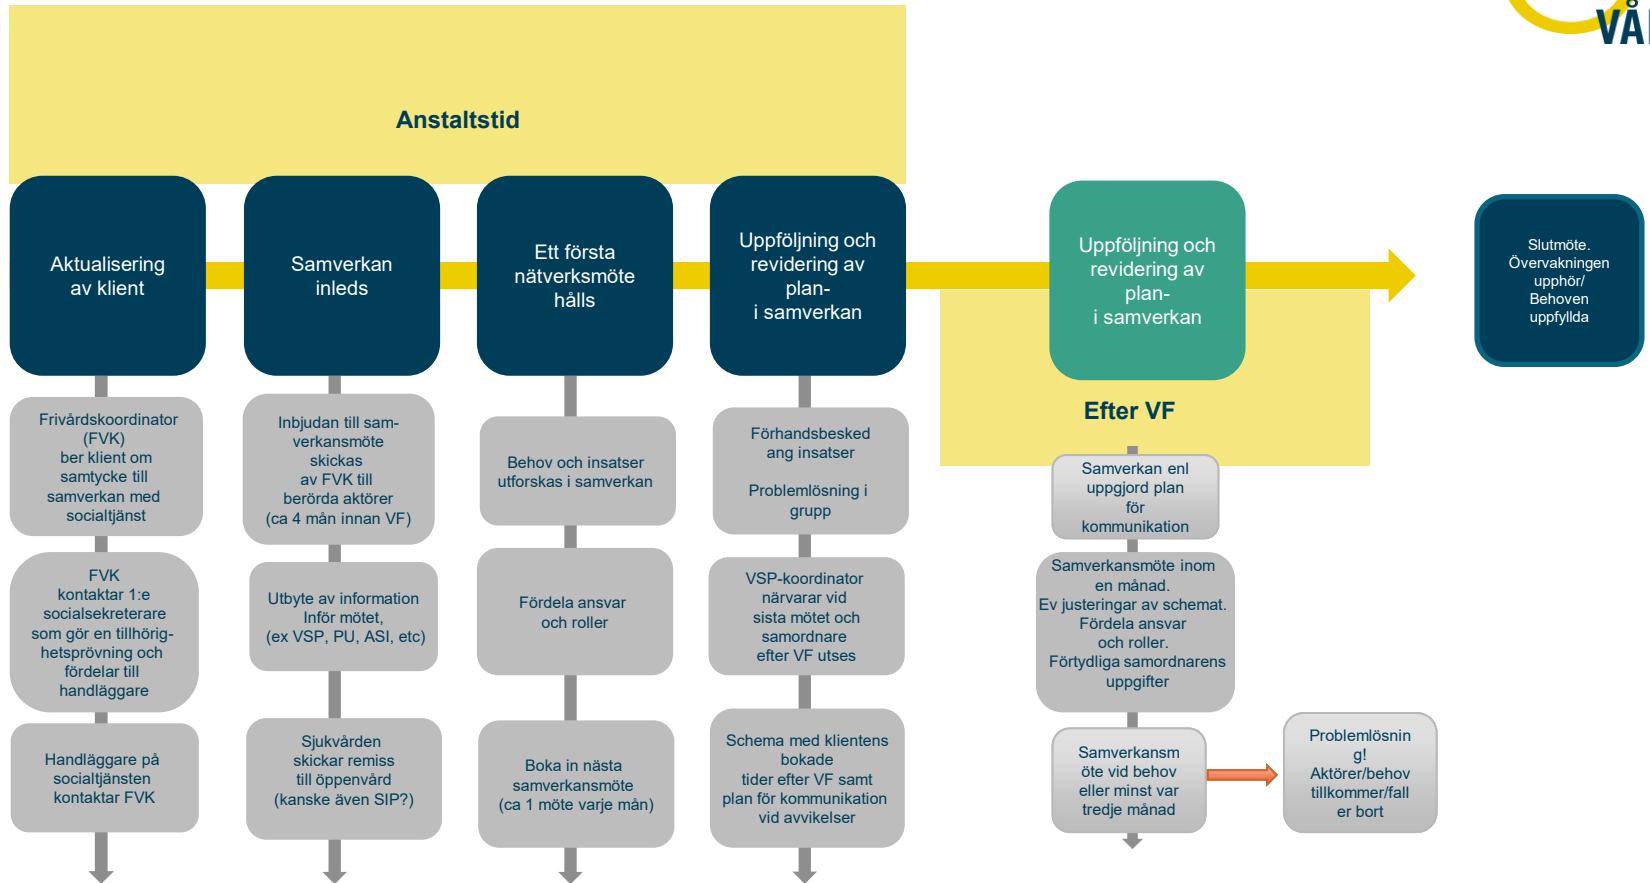 VÅ
Anstaltstid
Aktualisering
av klient
Samverkan
inleds
Ett första
nätverksmöte
hålls
Uppföljning och
revidering av
plan-
i samverkan
Uppföljning och
revidering av
plan-
i samverkan
Slutmöte.
Övervakningen
upphör/
Behoven
uppfyllda
Efter VF
Frivårdskoordinator
(FVK)
ber klient om
samtycke till
samverkan med
socialtjänst
FVK
kontaktar 1:e
socialsekreterare
som gör en tillhörig-
hetsprövning och
fördelar till
handläggare
Handläggare på
socialtjänsten
kontaktar FVK
Inbjudan till sam-
verkansmöte
skickas
av FVK till
berörda aktörer
(ca 4 mån innan VF)
Utbyte av information
Inför mötet,
(ex VSP, PU, ASI, etc)
Sjukvården
skickar remiss
till öppenvård
(kanske även SIP?)
Behov och insatser
utforskas i samverkan
Fördela ansvar
och roller
Boka in nästa
samverkansmöte
(ca 1 möte varje mån)
Förhandsbesked
ang insatser
Problemlösning i
grupp
VSP-koordinator
närvarar vid
sista mötet och
samordnare
efter VF utses
Schema med klientens
bokade
tider efter VF samt
plan för kommunikation
vid avvikelser
Samverkan enl
uppgjord plan
för
kommunikation
Samverkansmöte inom
en månad.
Ev justeringar av schemat.
Fördela ansvar
och roller.
Förtydliga samordnarens
uppgifter
Samverkansm
öte vid behov
eller minst var
tredje månad
Problemlösnin
g!
Aktörer/behov
tillkommer/fall
er bort